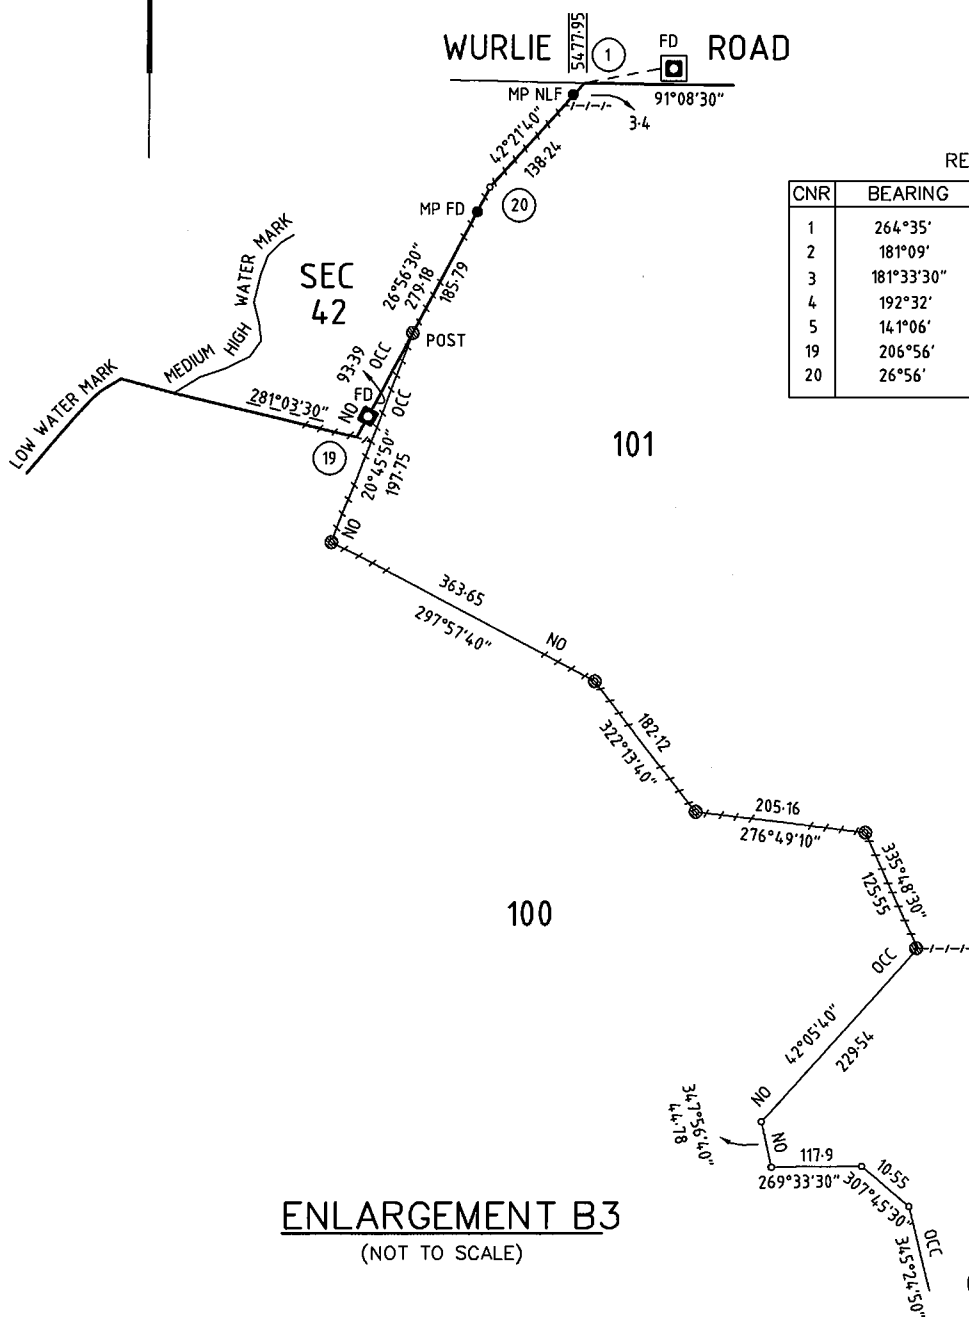 WURLIE ROAD
5477·95
1
FD
MP NLF
91°08'30"
3·4
42°21'40"
138·24
20
MP FD
RE
CNR BEARING
1 264°35'
2 181°09'
3 181°33'30"
4 192°32'
5 141°06'
19 206°56'
20 26°56'
MEDIUM HIGH WATER MARK
SEC
42
26°56'30"
279·18
185·79
POST
LOW WATER MARK
281°03'30"
93·39
FD
NO OCC
OCC
19
20°45'50"
197·75
NO
101
363·65
297°57'40"
NO
182·12
322°13'40"
205·16
276°49'10"
335°48'30"
125·55
100
OCC
42°05'40"
229·54
NO
347°56'40"
44·78
NO
117·9
269°33'30"
10·55
307°45'30"
OCC
345°24'50"
ENLARGEMENT B3
(NOT TO SCALE)